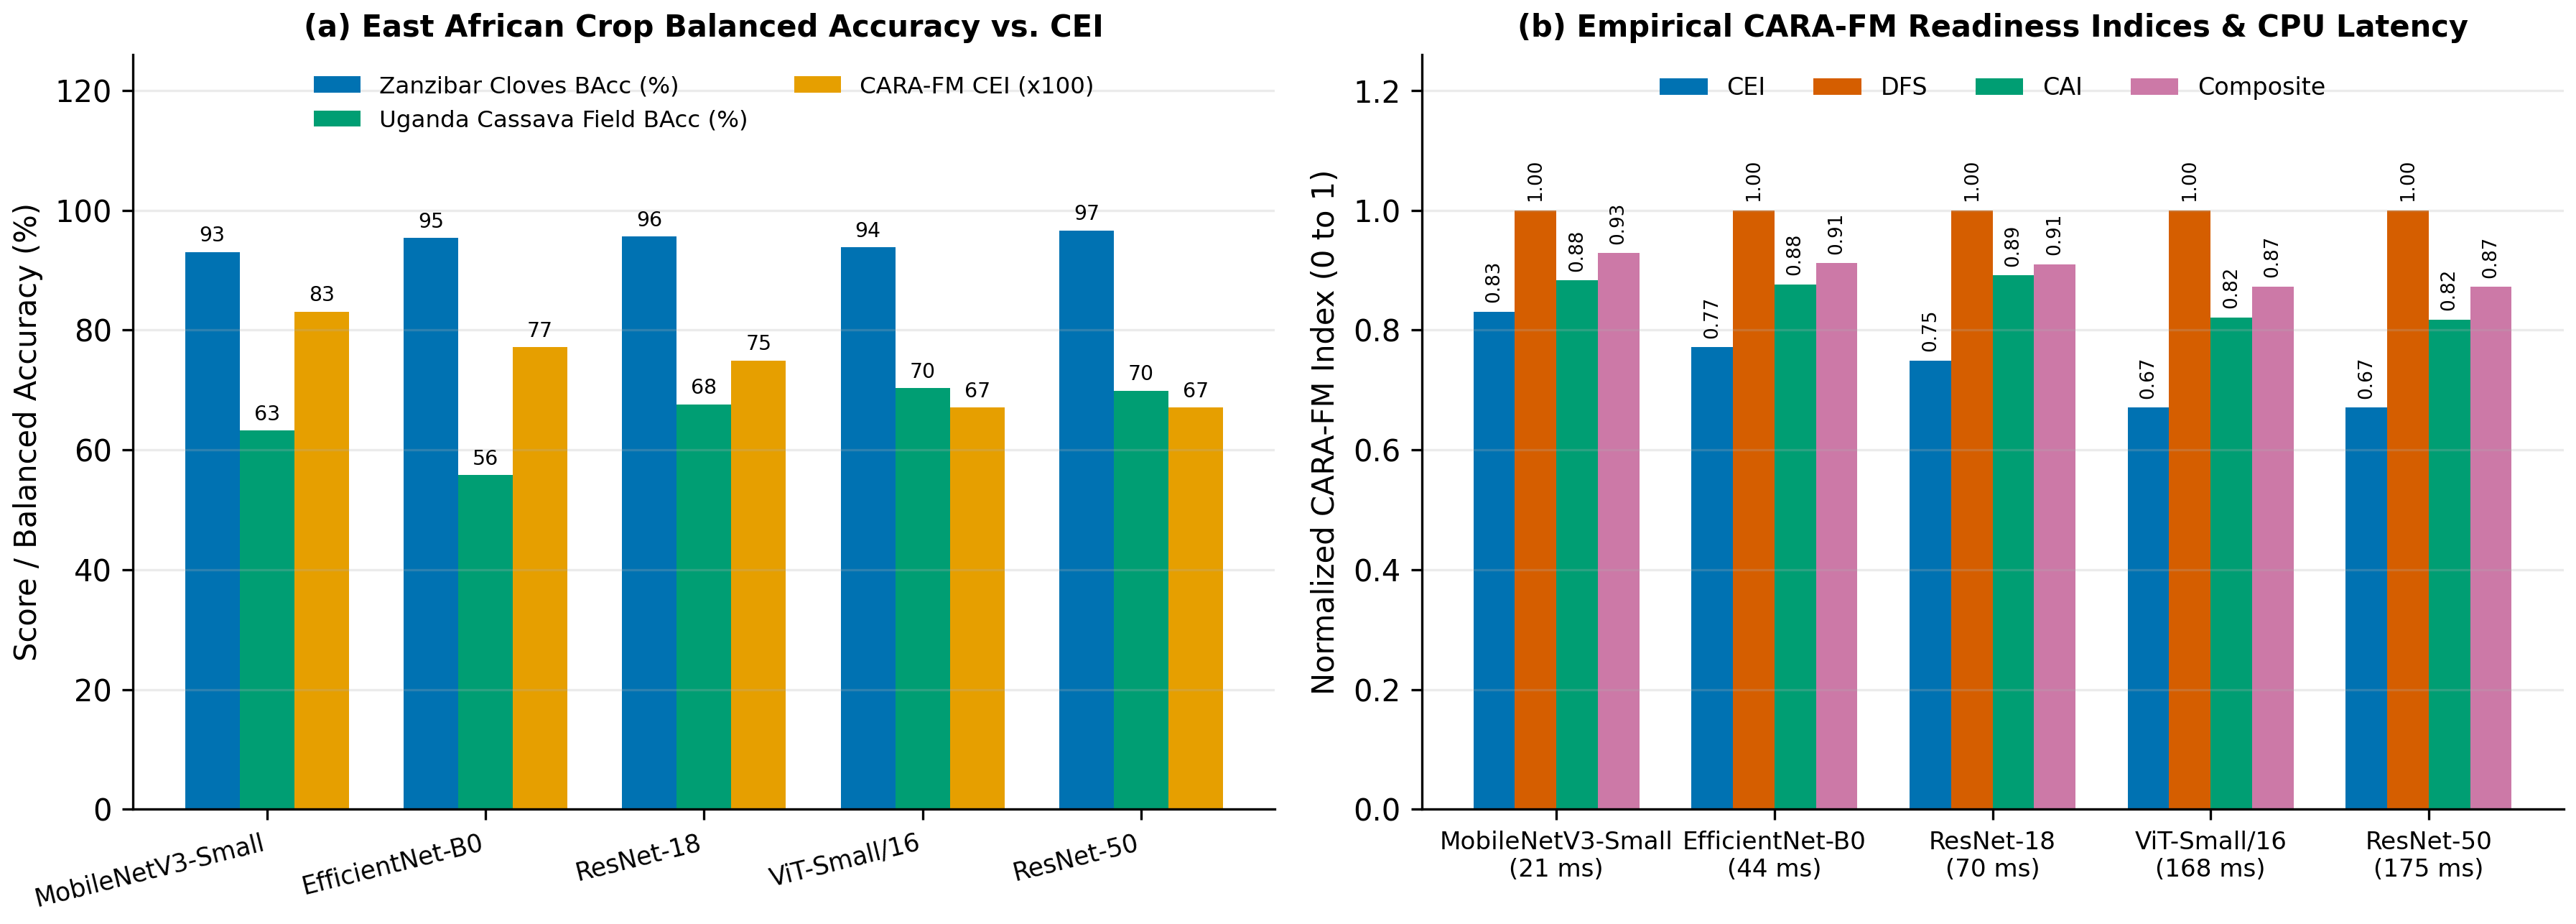 (a) East African Crop Balanced Accuracy vs. CEI
Zanzibar Cloves BAcc (%)
Uganda Cassava Field BAcc (%)
CARA-FM CEI (x100)
Score / Balanced Accuracy (%)
120
100
80
60
40
20
0
93
63
83
95
56
77
96
68
75
94
70
67
97
70
67
MobileNetV3-Small
EfficientNet-B0
ResNet-18
ViT-Small/16
ResNet-50
(b) Empirical CARA-FM Readiness Indices & CPU Latency
CEI
DFS
CAI
Composite
Normalized CARA-FM Index (0 to 1)
1.2
1.0
0.8
0.6
0.4
0.2
0.0
0.83
1.00
0.88
0.93
0.77
1.00
0.88
0.91
0.75
1.00
0.89
0.91
0.67
1.00
0.82
0.87
0.67
1.00
0.82
0.87
MobileNetV3-Small
(21 ms)
EfficientNet-B0
(44 ms)
ResNet-18
(70 ms)
ViT-Small/16
(168 ms)
ResNet-50
(175 ms)